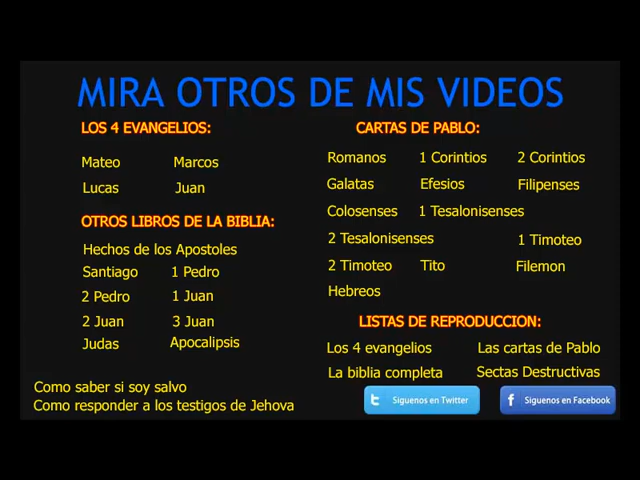 MIRA OTROS DE MIS VIDEOS
LOS 4 EVANGELIOS:
Mateo Marcos
Lucas Juan
OTROS LIBROS DE LA BIBLIA:
Hechos de los Apostoles
Santiago 1 Pedro
2 Pedro 1 Juan
2 Juan 3 Juan
Judas Apocalipsis
CARTAS DE PABLO:
Romanos 1 Corintios 2 Corintios
Galatas Efesios Filipenses
Colosenses 1 Tesalonisenses
2 Tesalonisenses 1 Timoteo
2 Timoteo Tito Filemon
Hebreos
LISTAS DE REPRODUCCION:
Los 4 evangelios Las cartas de Pablo
La biblia completa Sectas Destructivas
Como saber si soy salvo
Como responder a los testigos de Jehova
Siguenos en Twitter
Siguenos en Facebook